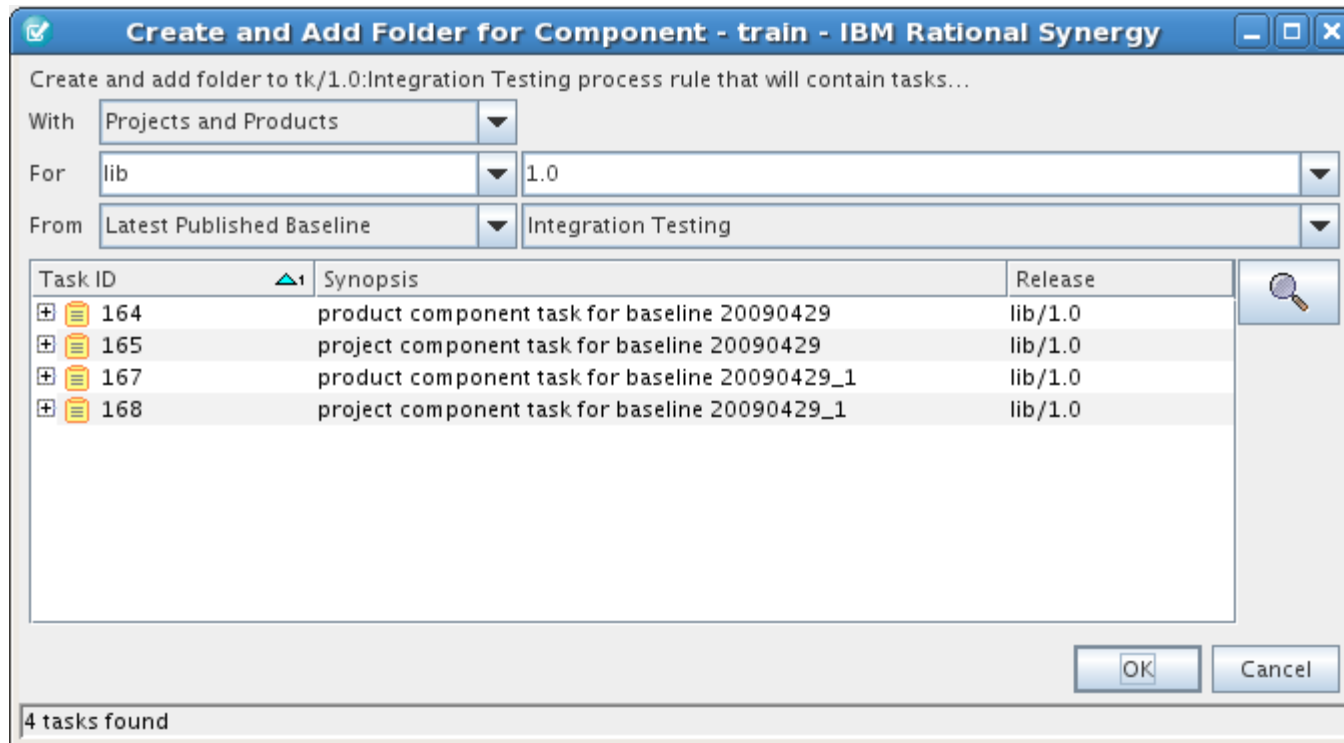 Create and Add Folder for Component - train - IBM Rational Synergy
Create and add folder to tk/1.0:Integration Testing process rule that will contain tasks...
With Projects and Products
For lib 1.0
From Latest Published Baseline Integration Testing
Task ID 1 Synopsis Release
164 product component task for baseline 20090429 lib/1.0
165 project component task for baseline 20090429 lib/1.0
167 product component task for baseline 20090429_1 lib/1.0
168 project component task for baseline 20090429_1 lib/1.0
OK Cancel
4 tasks found